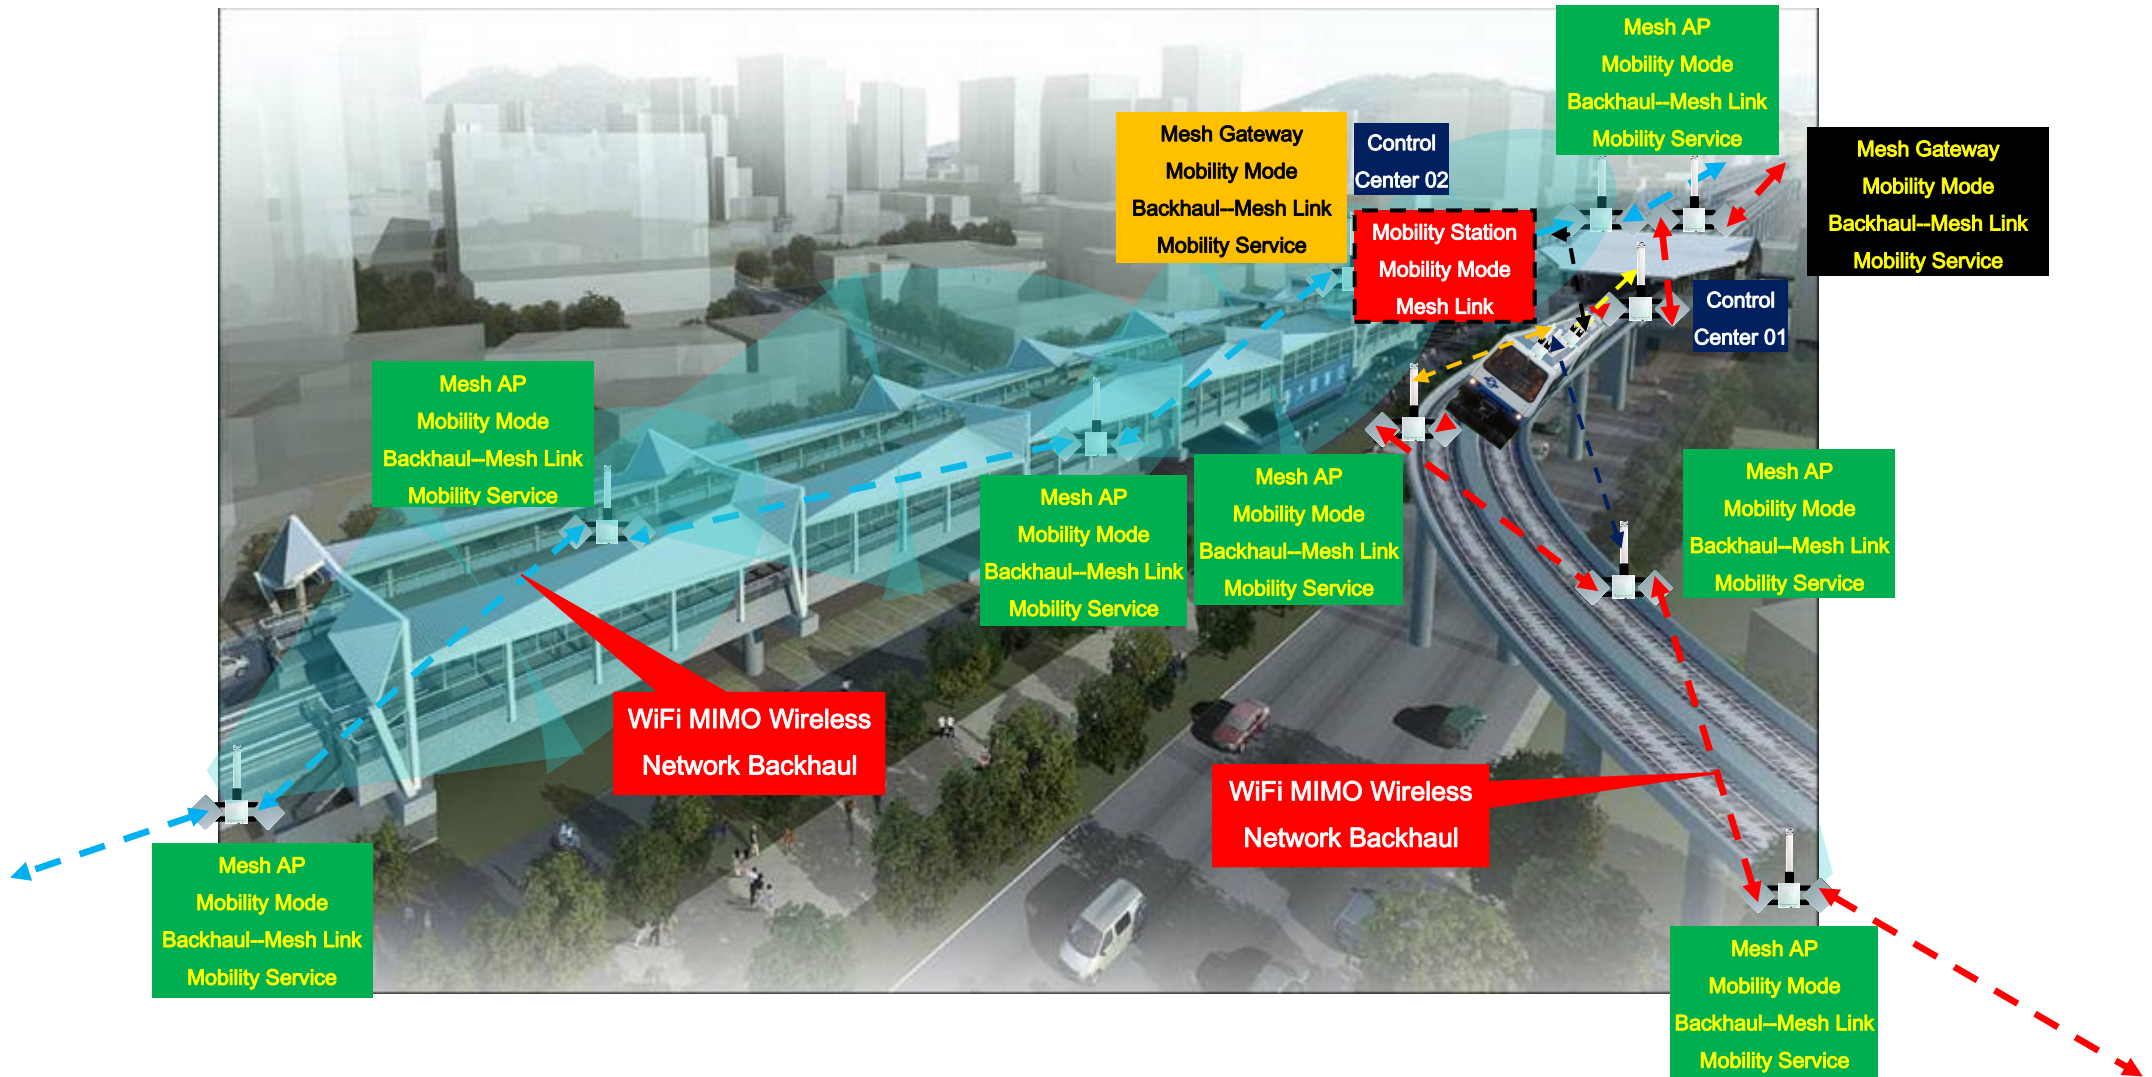 Mesh AP
Mobility Mode
Backhaul--Mesh Link
Mobility Service
Mesh Gateway
Mobility Mode
Backhaul--Mesh Link
Mobility Service
Control
Center 02
Mesh Gateway
Mobility Mode
Backhaul--Mesh Link
Mobility Service
Mobility Station
Mobility Mode
Mesh Link
Control
Center 01
Mesh AP
Mobility Mode
Backhaul--Mesh Link
Mobility Service
Mesh AP
Mobility Mode
Backhaul--Mesh Link
Mobility Service
Mesh AP
Mobility Mode
Backhaul--Mesh Link
Mobility Service
Mesh AP
Mobility Mode
Backhaul--Mesh Link
Mobility Service
WiFi MIMO Wireless
Network Backhaul
WiFi MIMO Wireless
Network Backhaul
Mesh AP
Mobility Mode
Backhaul--Mesh Link
Mobility Service
Mesh AP
Mobility Mode
Backhaul--Mesh Link
Mobility Service